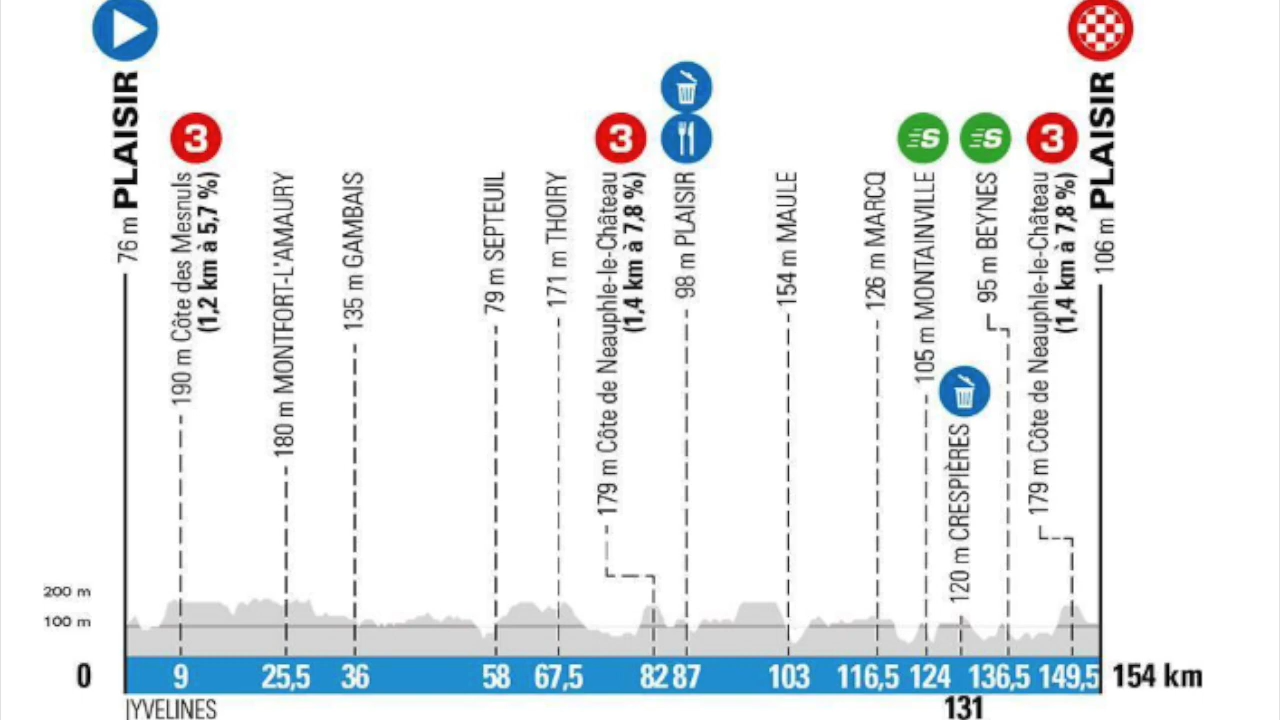 76 m PLAISIR
3
190 m Côte des Mesnuls
(1,2 km à 5,7 %)
180 m MONTFORT-L'AMAURY
135 m GAMBAIS
79 m SEPTEUIL
171 m THOIRY
3
179 m Côte de Neauphle-le-Château
(1,4 km à 7,8 %)
98 m PLAISIR
154 m MAULE
126 m MARCQ
S
105 m MONTAINVILLE
120 m CRESPIÈRES
S
95 m BEYNES
3
179 m Côte de Neauphle-le-Château
(1,4 km à 7,8 %)
106 m PLAISIR
200 m
100 m
0 9 25,5 36 58 67,5 82 87 103 116,5 124 136,5 149,5 154 km
YVELINES 131